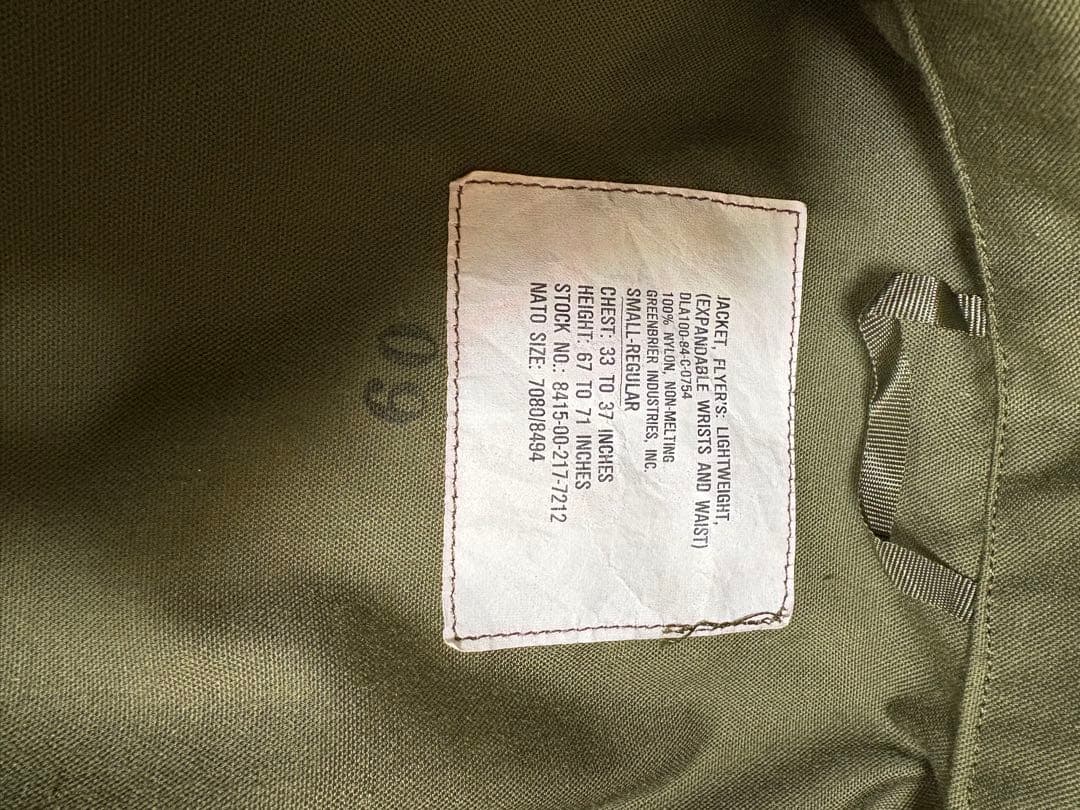 JACKET, FLYER'S: LIGHTWEIGHT,
(EXPANDABLE WRISTS AND WAIST)
DLA100-84-C-0754
100% NYLON, NON-MELTING
GREENBRIER INDUSTRIES, INC.
SMALL-REGULAR
CHEST: 33 TO 37 INCHES
HEIGHT: 67 TO 71 INCHES
STOCK NO.: 8415-00-217-7212
NATO SIZE: 7080/8494